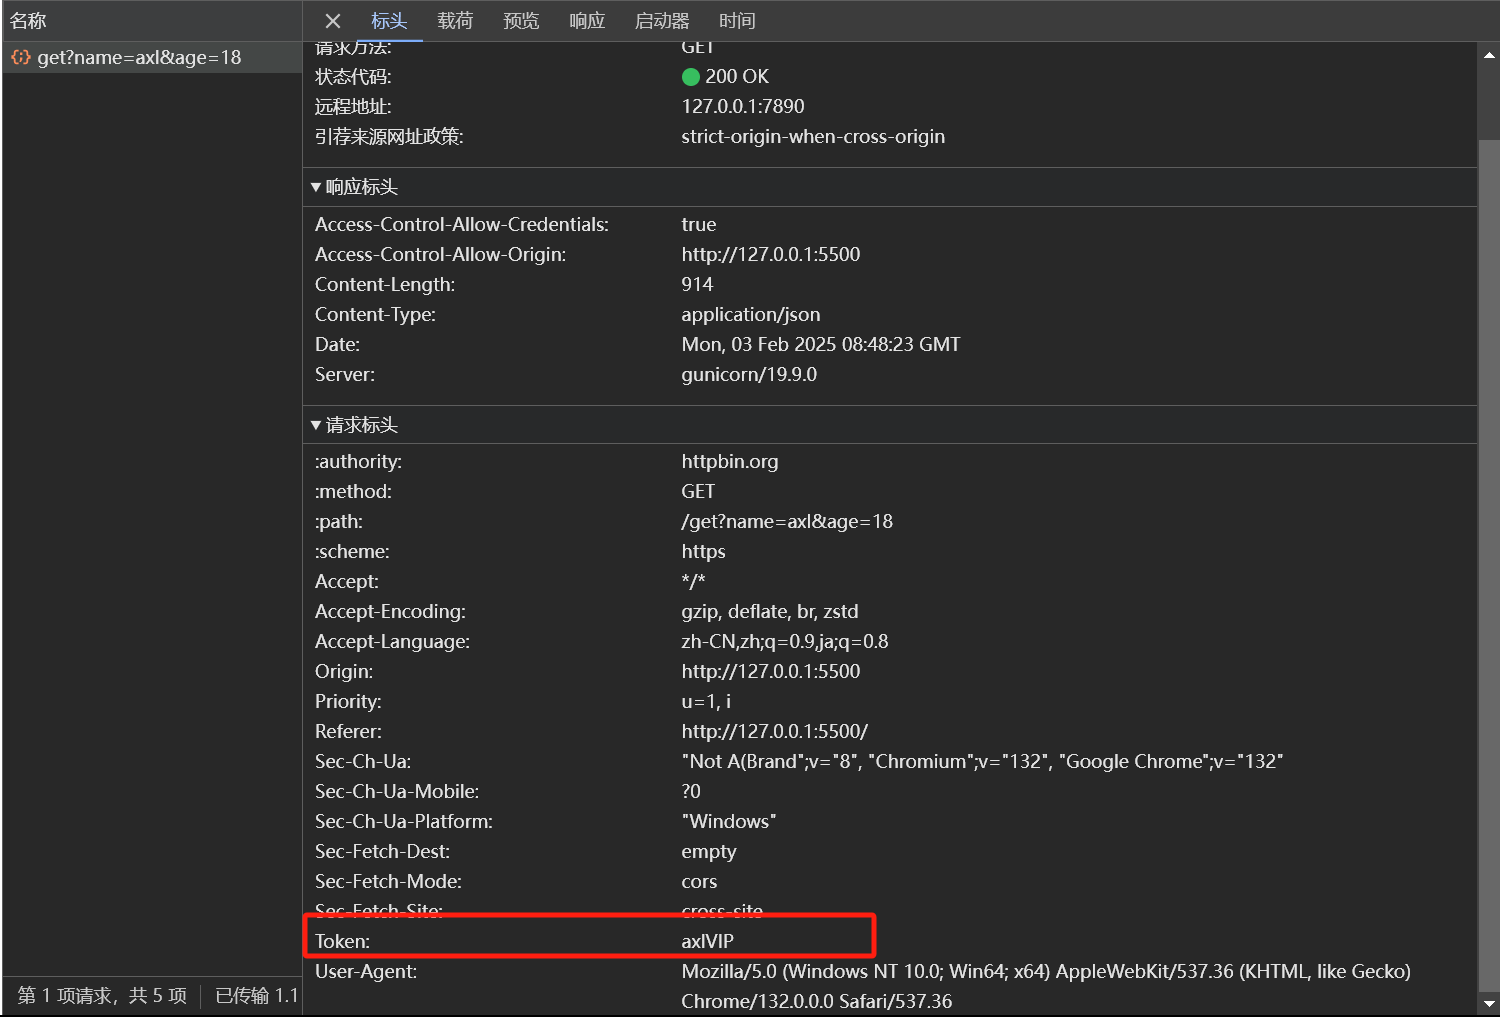 名称
标头 载荷 预览 响应 启动器 时间
get?name=axl&age=18
请求方法: GET
状态代码: 200 OK
远程地址: 127.0.0.1:7890
引荐来源网址政策: strict-origin-when-cross-origin
响应标头
Access-Control-Allow-Credentials: true
Access-Control-Allow-Origin: http://127.0.0.1:5500
Content-Length: 914
Content-Type: application/json
Date: Mon, 03 Feb 2025 08:48:23 GMT
Server: gunicorn/19.9.0
请求标头
:authority: httpbin.org
:method: GET
:path: /get?name=axl&age=18
:scheme: https
Accept: */*
Accept-Encoding: gzip, deflate, br, zstd
Accept-Language: zh-CN,zh;q=0.9,ja;q=0.8
Origin: http://127.0.0.1:5500
Priority: u=1, i
Referer: http://127.0.0.1:5500/
Sec-Ch-Ua: "Not A(Brand";v="8", "Chromium";v="132", "Google Chrome";v="132"
Sec-Ch-Ua-Mobile: ?0
Sec-Ch-Ua-Platform: "Windows"
Sec-Fetch-Dest: empty
Sec-Fetch-Mode: cors
Sec-Fetch-Site: cross-site
Token: axlVIP
User-Agent: Mozilla/5.0 (Windows NT 10.0; Win64; x64) AppleWebKit/537.36 (KHTML, like Gecko)
Chrome/132.0.0.0 Safari/537.36
第 1 项请求，共 5 项 已传输 1.1